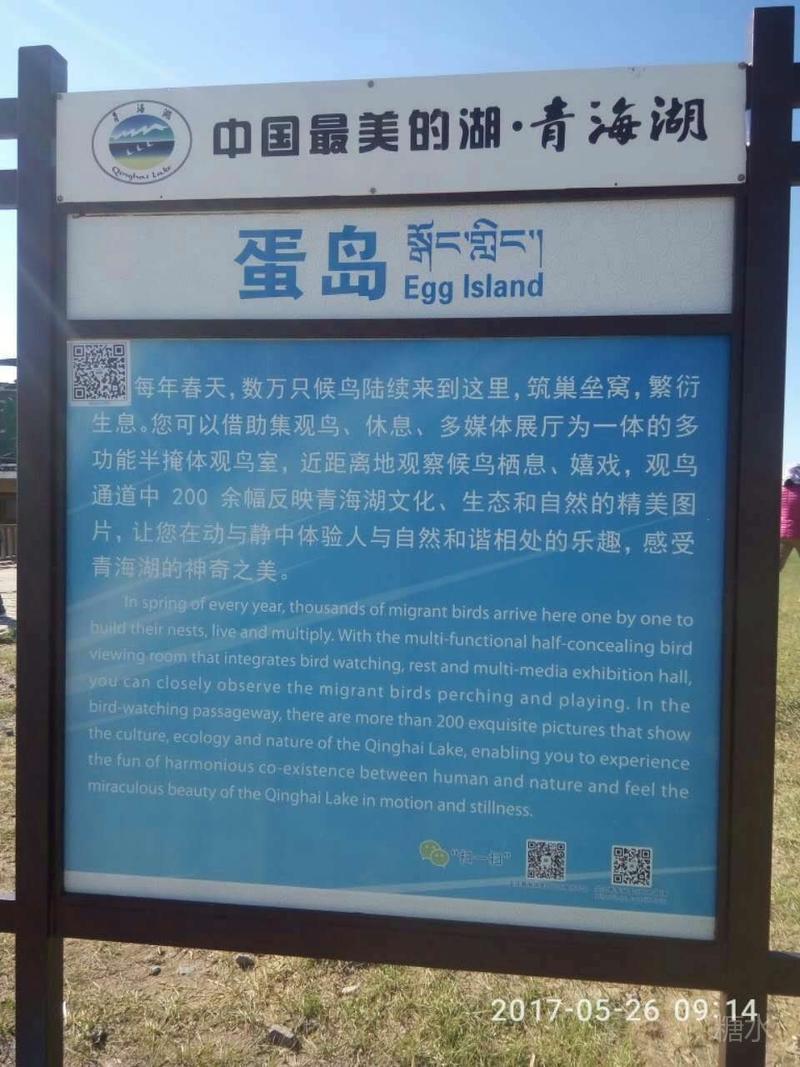 青海湖
Qinghai Lake
中国最美的湖·青海湖
蛋岛
སྒོང་གླིང་།
Egg Island
每年春天，数万只候鸟陆续来到这里，筑巢垒窝，繁衍
生息。您可以借助集观鸟、休息、多媒体展厅为一体的多
功能半掩体观鸟室，近距离地观察候鸟栖息、嬉戏，观鸟
通道中 200 余幅反映青海湖文化、生态和自然的精美图
片，让您在动与静中体验人与自然和谐相处的乐趣，感受
青海湖的神奇之美。
In spring of every year, thousands of migrant birds arrive here one by one to
build their nests, live and multiply. With the multi-functional half-concealing bird
viewing room that integrates bird watching, rest and multi-media exhibition hall,
you can closely observe the migrant birds perching and playing. In the
bird-watching passageway, there are more than 200 exquisite pictures that show
the culture, ecology and nature of the Qinghai Lake, enabling you to experience
the fun of harmonious co-existence between human and nature and feel the
miraculous beauty of the Qinghai Lake in motion and stillness.
"扫一扫"
2017-05-26 09:14
糖水